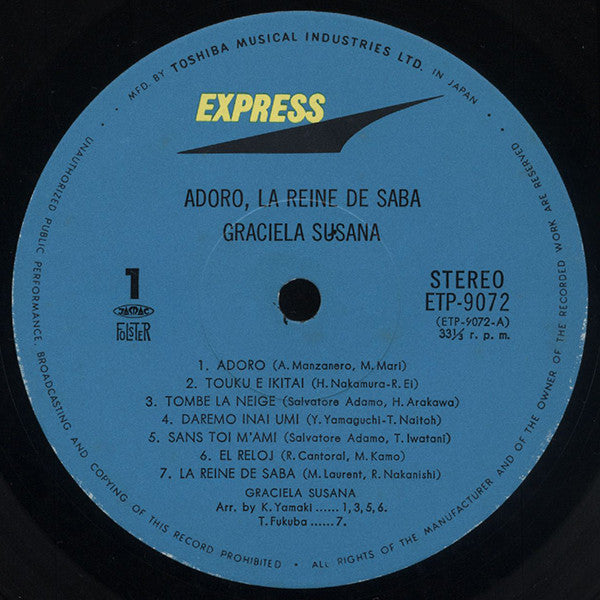 MFD. BY TOSHIBA MUSICAL INDUSTRIES LTD. IN JAPAN
• ALL RIGHTS OF THE MANUFACTURER AND OF THE OWNER OF THE RECORDED WORK ARE RESERVED •
UNAUTHORIZED PUBLIC PERFORMANCE, BROADCASTING AND COPYING OF THIS RECORD PROHIBITED
EXPRESS
ADORO, LA REINE DE SABA
GRACIELA SUSANA
1
JASRAC
FOLSTER
STEREO
ETP-9072
(ETP-9072-A)
33⅓ r. p. m.
1. ADORO (A. Manzanero, M. Mari)
2. TOUKU E IKITAI (H. Nakamura-R. Ei)
3. TOMBE LA NEIGE (Salvatore Adamo, H. Arakawa)
4. DAREMO INAI UMI (Y. Yamaguchi-T. Naitoh)
5. SANS TOI M'AMI (Salvatore Adamo, T. Iwatani)
6. EL RELOJ (R. Cantoral, M. Kamo)
7. LA REINE DE SABA (M. Laurent, R. Nakanishi)
GRACIELA SUSANA
Arr. by K. Yamaki ...... 1, 3, 5, 6.
T. Fukuba ...... 7.